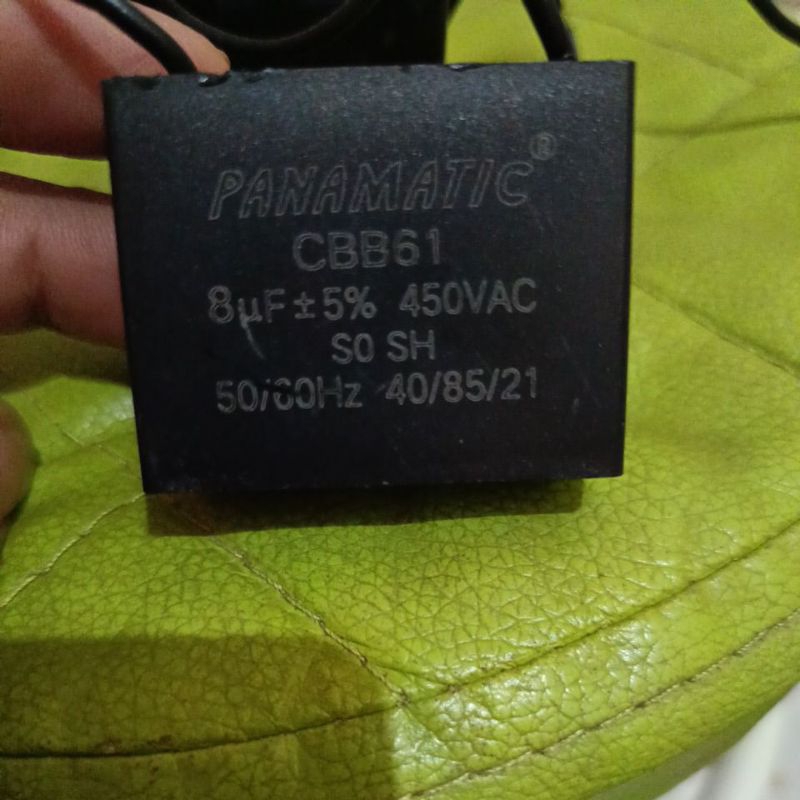 PANAMATIC®
CBB61
8μF±5% 450VAC
S0 SH
50/60Hz 40/85/21